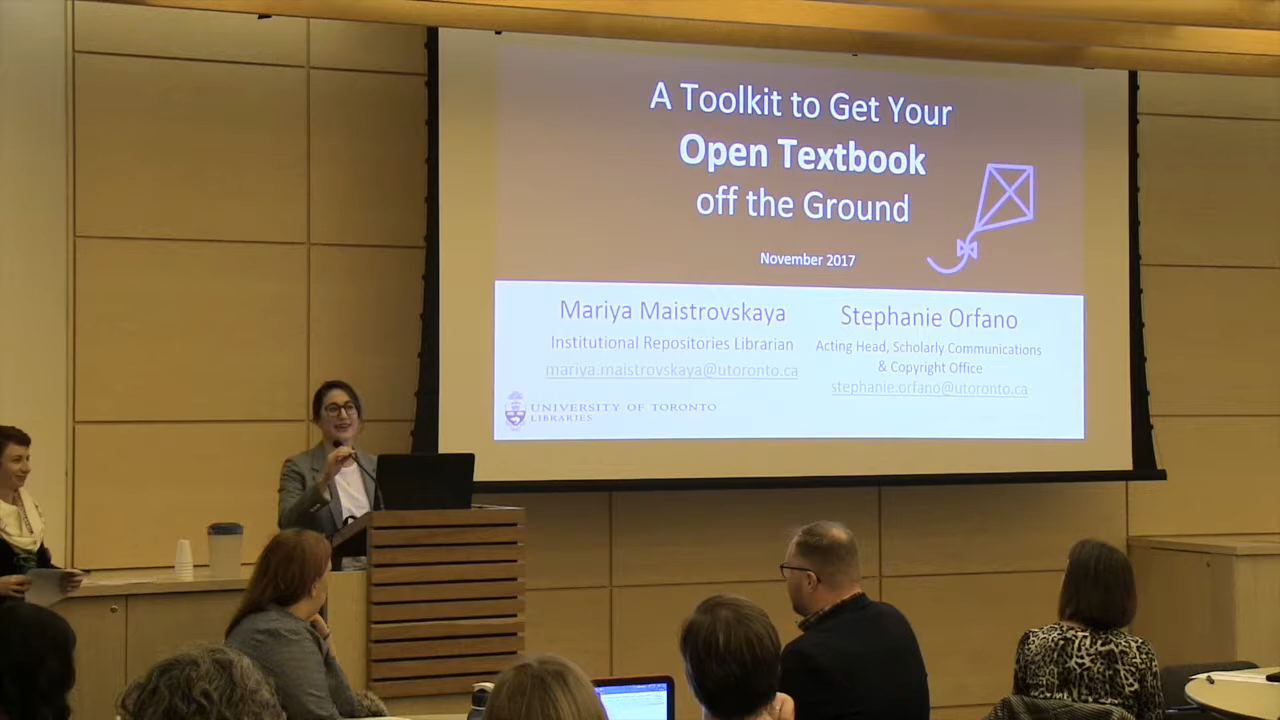 A Toolkit to Get Your
Open Textbook
off the Ground
November 2017
Mariya Maistrovskaya
Institutional Repositories Librarian
mariya.maistrovskaya@utoronto.ca
Stephanie Orfano
Acting Head, Scholarly Communications
& Copyright Office
stephanie.orfano@utoronto.ca
UNIVERSITY OF TORONTO
LIBRARIES